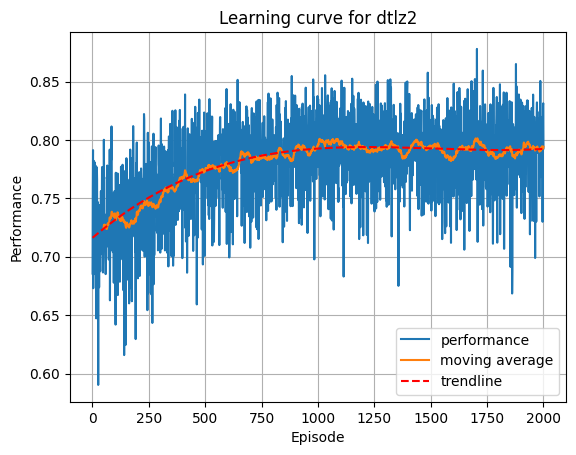 Learning curve for dtlz2
Performance
0.85
0.80
0.75
0.70
0.65
0.60
0 250 500 750 1000 1250 1500 1750 2000
Episode
performance
moving average
trendline